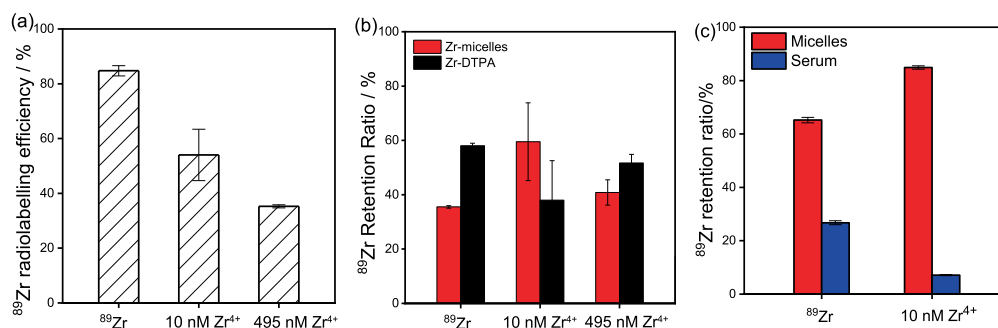 (a)
⁸⁹Zr radiolabelling efficiency / %
100
80
60
40
20
0
⁸⁹Zr
10 nM Zr⁴⁺
495 nM Zr⁴⁺
(b)
⁸⁹Zr Retention Ratio / %
100
80
60
40
20
0
Zr-micelles
Zr-DTPA
⁸⁹Zr
10 nM Zr⁴⁺
495 nM Zr⁴⁺
(c)
⁸⁹Zr retention ratio/%
100
80
60
40
20
0
Micelles
Serum
⁸⁹Zr
10 nM Zr⁴⁺